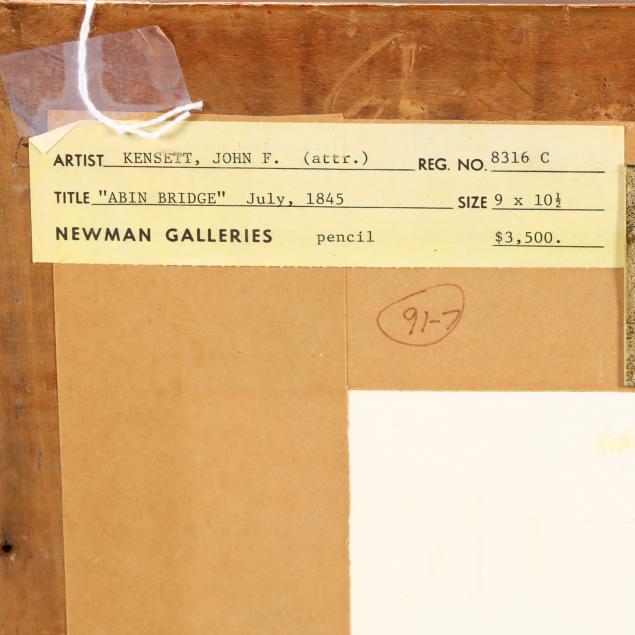 ARTIST KENSETT, JOHN F. (attr.) REG. NO. 8316 C
TITLE "ABIN BRIDGE" July, 1845 SIZE 9 x 10½
NEWMAN GALLERIES pencil $3,500.
91-7